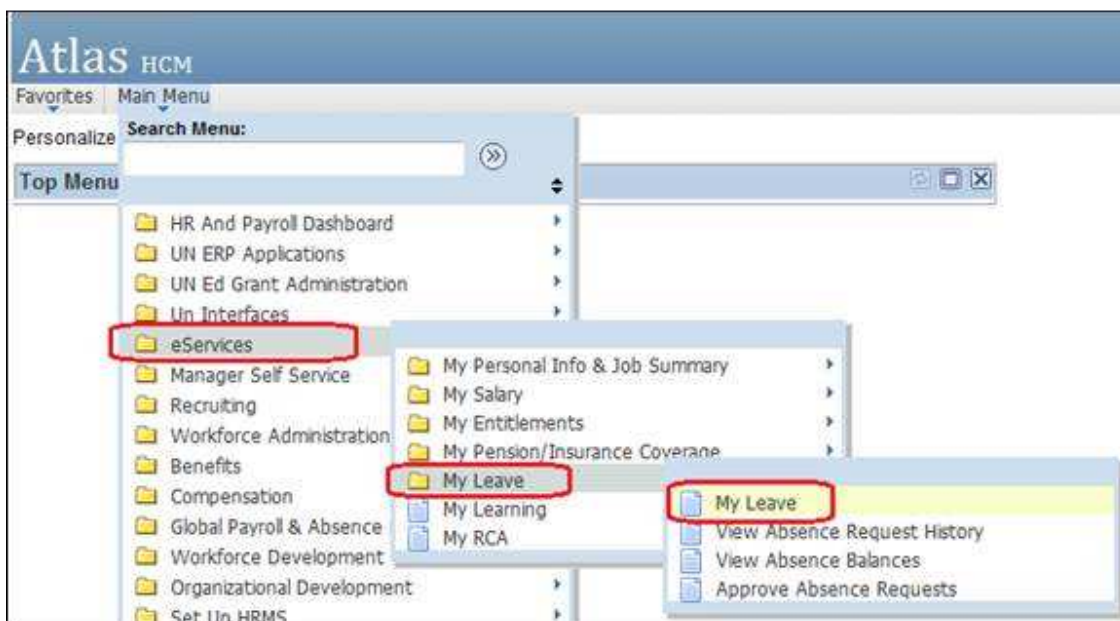 Atlas HCM
Favorites Main Menu
Personalize
Search Menu:
Top Menu
HR And Payroll Dashboard
UN ERP Applications
UN Ed Grant Administration
Un Interfaces
eServices
Manager Self Service
Recruiting
Workforce Administration
Benefits
Compensation
Global Payroll & Absence
Workforce Development
Organizational Development
Set Up HRMS
My Personal Info & Job Summary
My Salary
My Entitlements
My Pension/Insurance Coverage
My Leave
My Learning
My RCA
My Leave
View Absence Request History
View Absence Balances
Approve Absence Requests